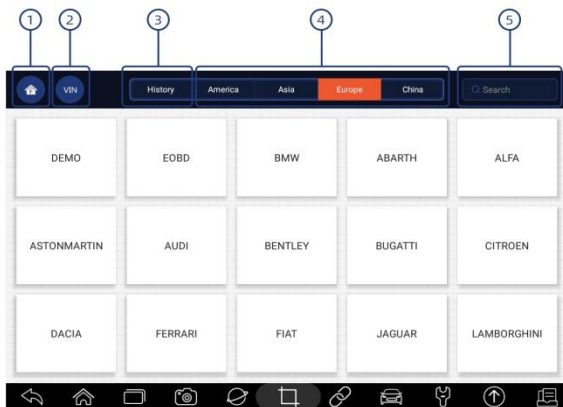 1 2 3 4 5
VIN History America Asia Europe China Search
DEMO EOBD BMW ABARTH ALFA
ASTONMARTIN AUDI BENTLEY BUGATTI CITROEN
DACIA FERRARI FIAT JAGUAR LAMBORGHINI